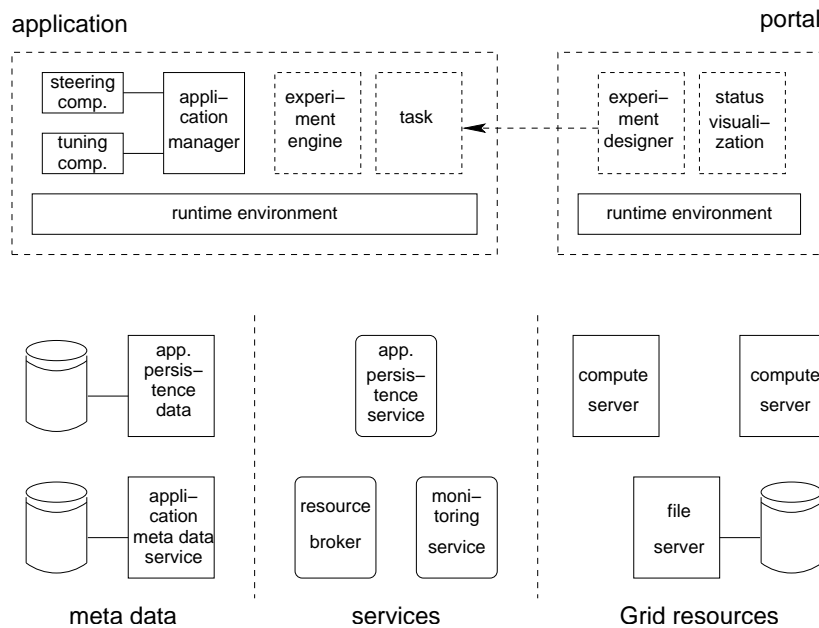 application
portal
steering
comp.
tuning
comp.
appli–
cation
manager
experi–
ment
engine
task
experi–
ment
designer
status
visuali–
zation
runtime environment
runtime environment
app.
persis–
tence
data
app.
persis–
tence
service
compute
server
compute
server
appli–
cation
meta data
service
resource
broker
moni–
toring
service
file
server
meta data
services
Grid resources